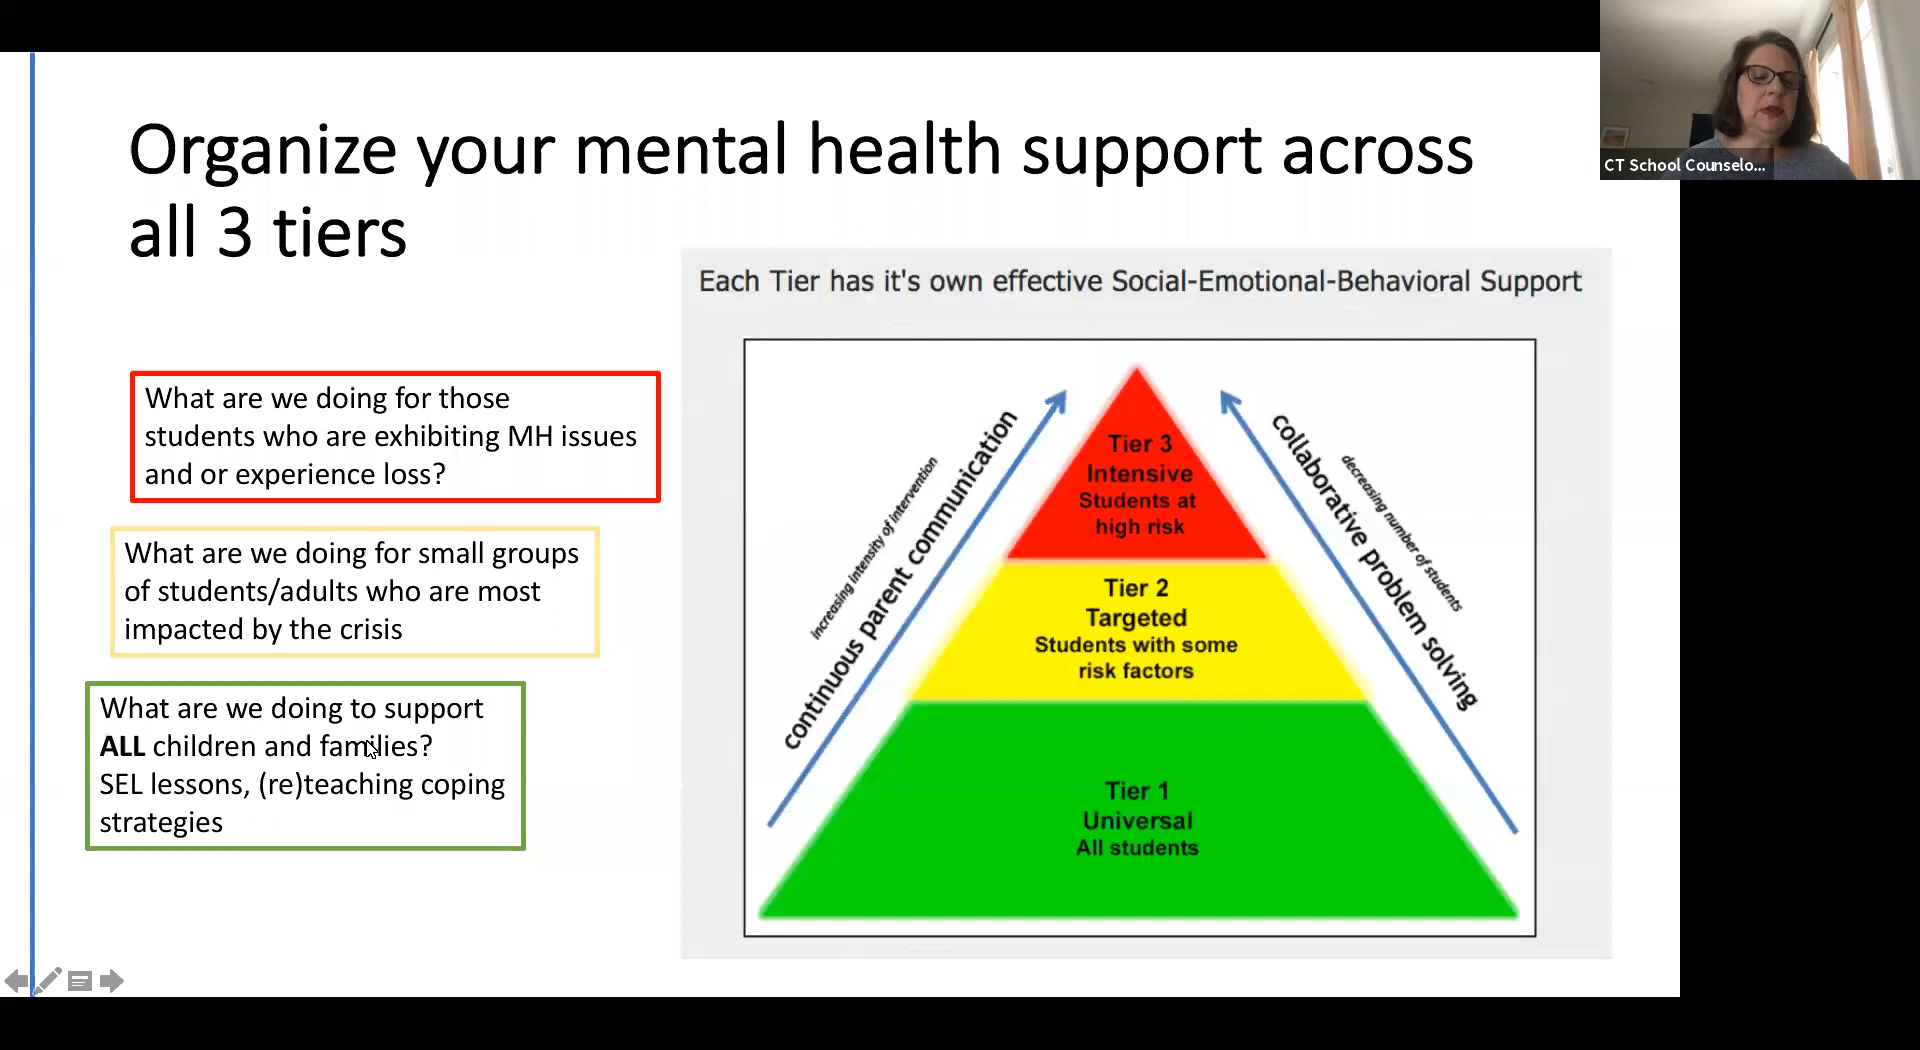 Organize your mental health support across
all 3 tiers
CT School Counselo...
Each Tier has it's own effective Social-Emotional-Behavioral Support
What are we doing for those
students who are exhibiting MH issues
and or experience loss?
What are we doing for small groups
of students/adults who are most
impacted by the crisis
What are we doing to support
ALL children and families?
SEL lessons, (re)teaching coping
strategies
increasing intensity of intervention
continuous parent communication
Tier 3
Intensive
Students at
high risk
Tier 2
Targeted
Students with some
risk factors
Tier 1
Universal
All students
collaborative problem solving
decreasing number of students